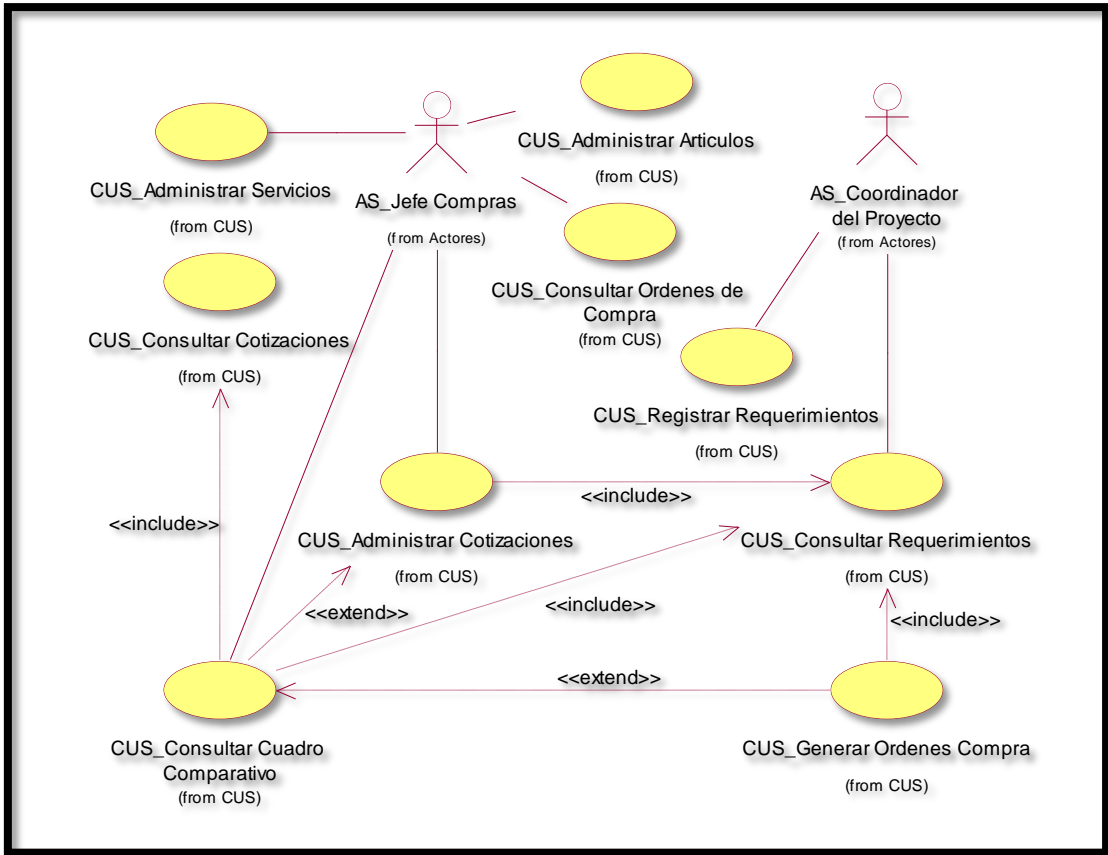 CUS_Administrar Servicios
(from CUS)
AS_Jefe Compras
(from Actores)
CUS_Administrar Articulos
(from CUS)
AS_Coordinador
del Proyecto
(from Actores)
CUS_Consultar Cotizaciones
(from CUS)
CUS_Consultar Ordenes de
Compra
(from CUS)
CUS_Registrar Requerimientos
(from CUS)
<<include>>
CUS_Administrar Cotizaciones
(from CUS)
<<include>>
CUS_Consultar Requerimientos
(from CUS)
<<extend>>
<<include>>
<<include>>
<<extend>>
CUS_Consultar Cuadro
Comparativo
(from CUS)
CUS_Generar Ordenes Compra
(from CUS)